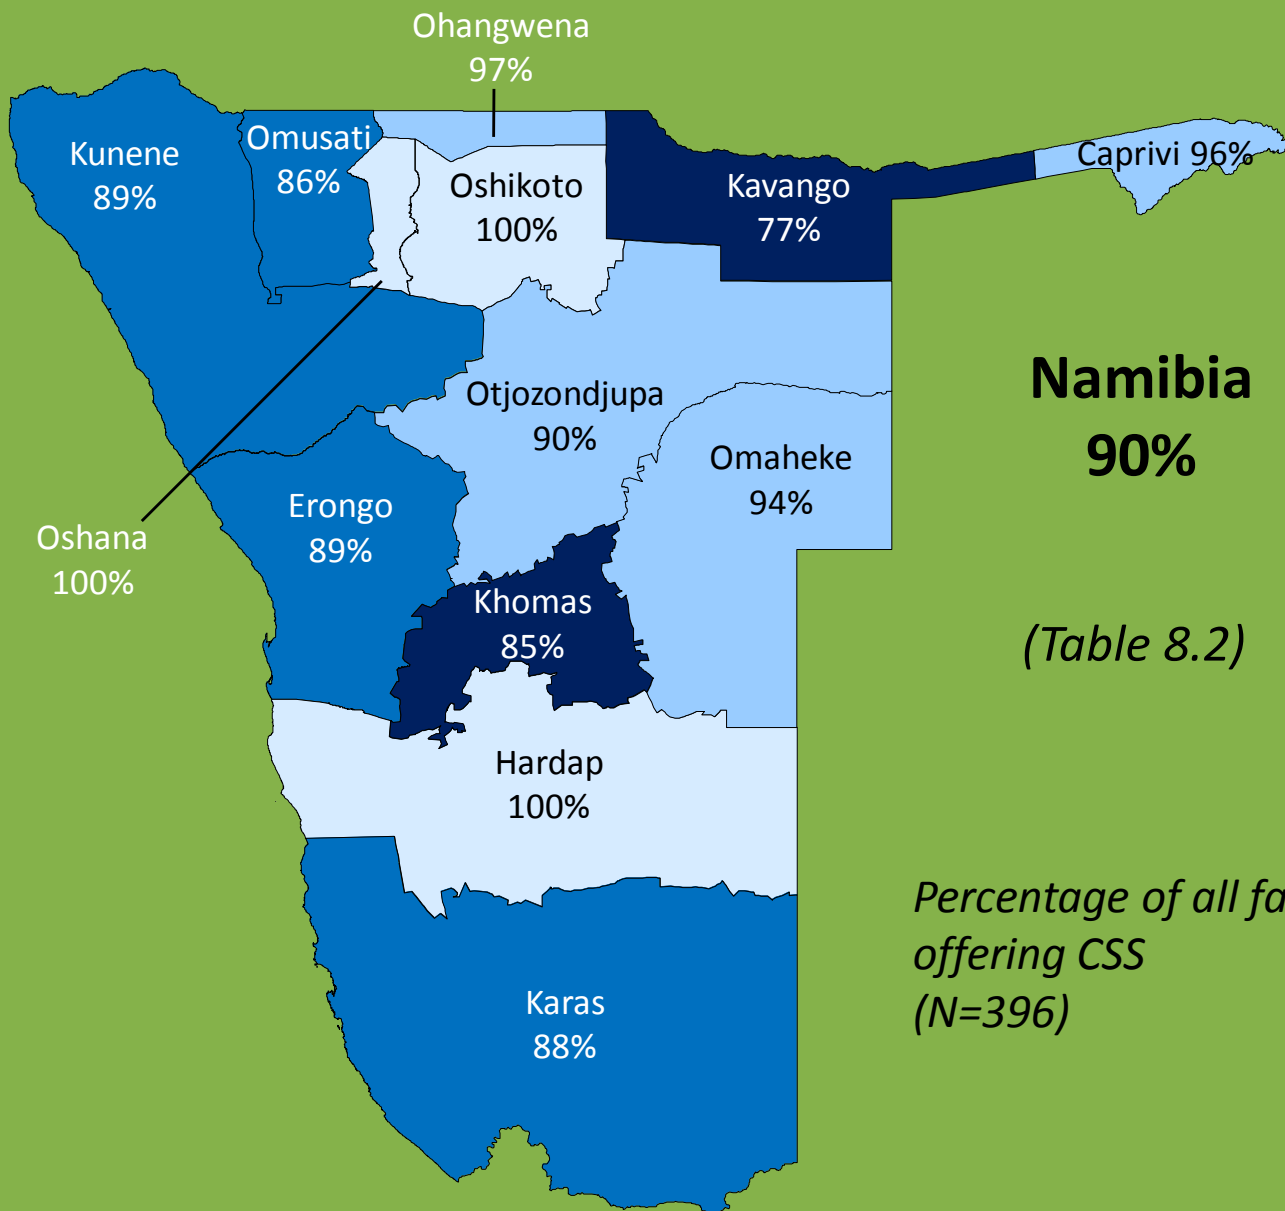 Ohangwena
97%
Kunene
89%
Omusati
86%
Oshikoto
100%
Kavango
77%
Caprivi 96%
Otjozondjupa
90%
Omaheke
94%
Namibia
90%
Erongo
89%
Oshana
100%
Khomas
85%
(Table 8.2)
Hardap
100%
Percentage of all fa
offering CSS
(N=396)
Karas
88%